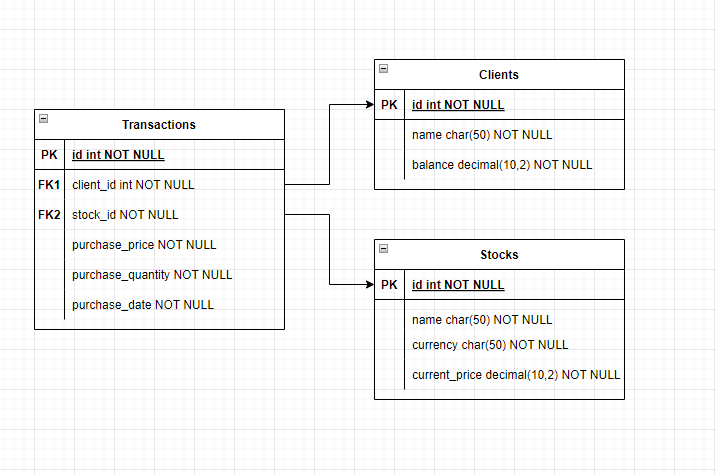 Transactions
PK id int NOT NULL
FK1 client_id int NOT NULL
FK2 stock_id NOT NULL
purchase_price NOT NULL
purchase_quantity NOT NULL
purchase_date NOT NULL
Clients
PK id int NOT NULL
name char(50) NOT NULL
balance decimal(10,2) NOT NULL
Stocks
PK id int NOT NULL
name char(50) NOT NULL
currency char(50) NOT NULL
current_price decimal(10,2) NOT NULL